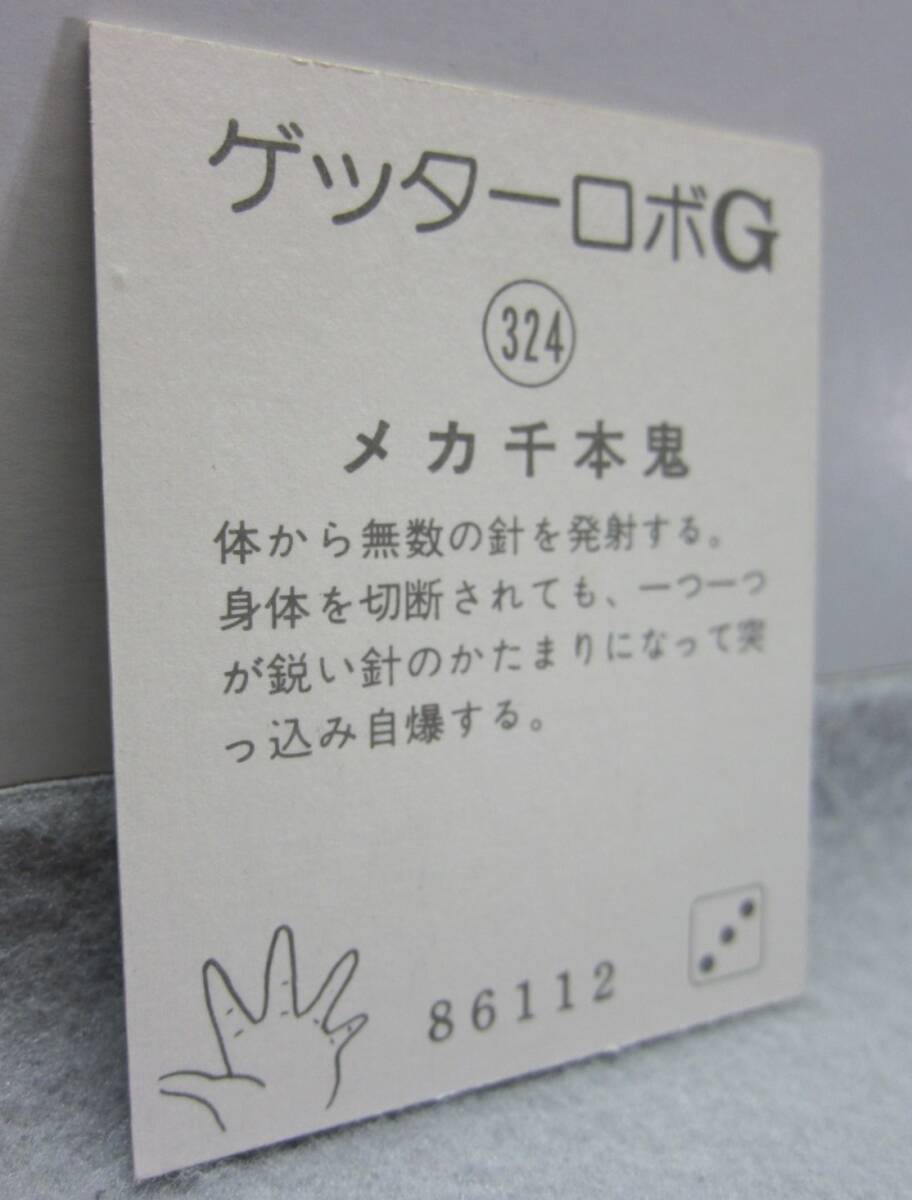 ゲッターロボG
324
メカ千本鬼
体から無数の針を発射する。
身体を切断されても、一つ一つ
が鋭い針のかたまりになって突
っ込み自爆する。
86112